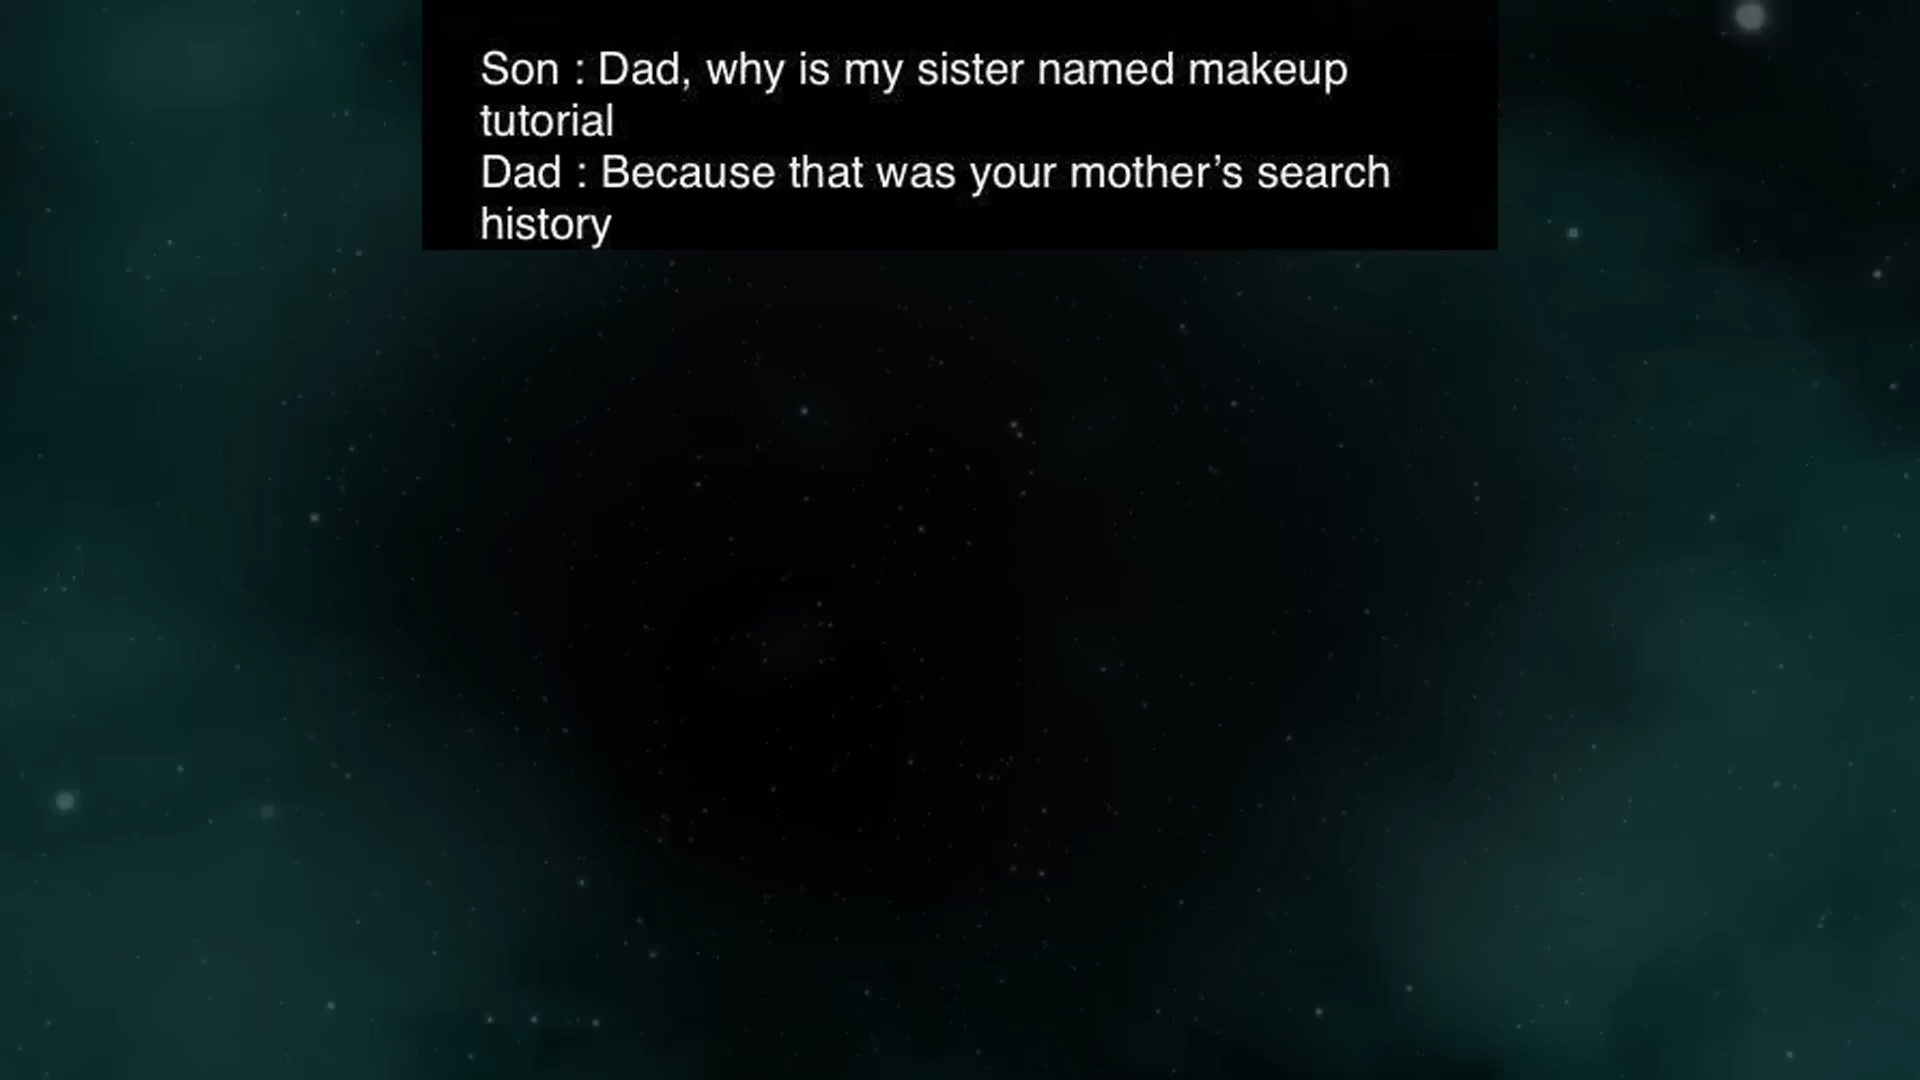 Son : Dad, why is my sister named makeup
tutorial
Dad : Because that was your mother’s search
history